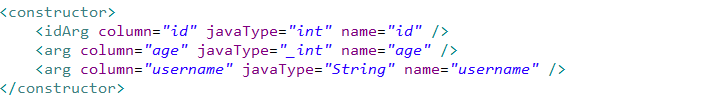 <constructor>
<idArg column="id" javaType="int" name="id" />
<arg column="age" javaType="_int" name="age" />
<arg column="username" javaType="String" name="username" />
</constructor>